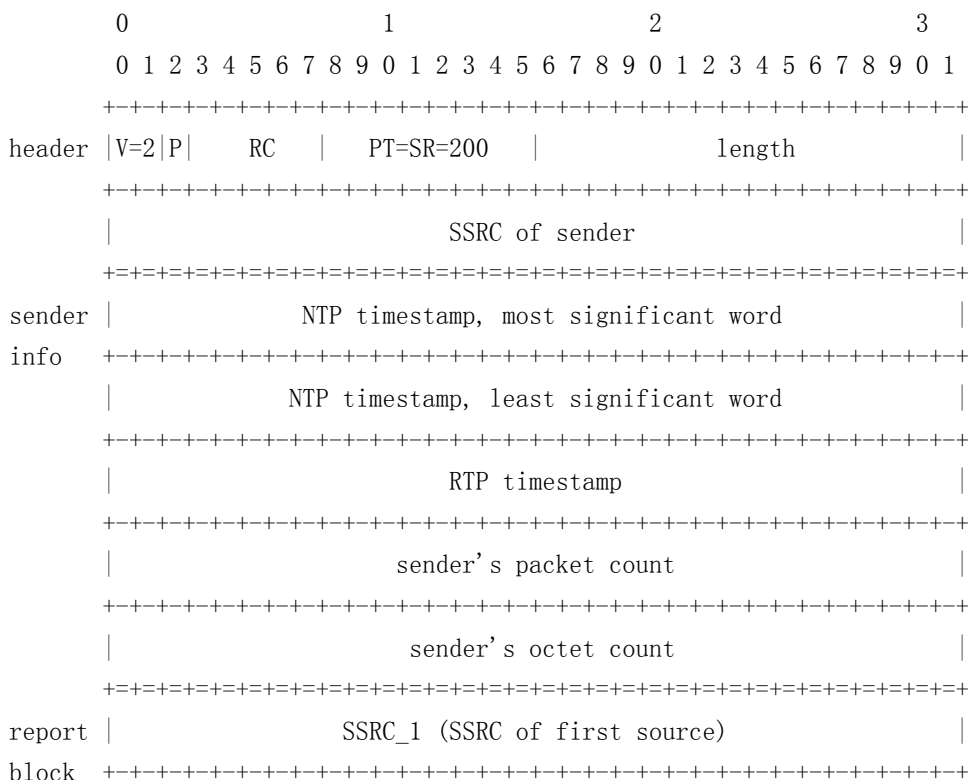 0                   1                   2                   3
        0 1 2 3 4 5 6 7 8 9 0 1 2 3 4 5 6 7 8 9 0 1 2 3 4 5 6 7 8 9 0 1
       +-+-+-+-+-+-+-+-+-+-+-+-+-+-+-+-+-+-+-+-+-+-+-+-+-+-+-+-+-+-+-+-+
header |V=2|P|    RC   |   PT=SR=200   |             length            |
       +-+-+-+-+-+-+-+-+-+-+-+-+-+-+-+-+-+-+-+-+-+-+-+-+-+-+-+-+-+-+-+-+
       |                         SSRC of sender                        |
       +=+=+=+=+=+=+=+=+=+=+=+=+=+=+=+=+=+=+=+=+=+=+=+=+=+=+=+=+=+=+=+=+
sender |              NTP timestamp, most significant word             |
info   +-+-+-+-+-+-+-+-+-+-+-+-+-+-+-+-+-+-+-+-+-+-+-+-+-+-+-+-+-+-+-+-+
       |             NTP timestamp, least significant word             |
       +-+-+-+-+-+-+-+-+-+-+-+-+-+-+-+-+-+-+-+-+-+-+-+-+-+-+-+-+-+-+-+-+
       |                         RTP timestamp                         |
       +-+-+-+-+-+-+-+-+-+-+-+-+-+-+-+-+-+-+-+-+-+-+-+-+-+-+-+-+-+-+-+-+
       |                     sender's packet count                     |
       +-+-+-+-+-+-+-+-+-+-+-+-+-+-+-+-+-+-+-+-+-+-+-+-+-+-+-+-+-+-+-+-+
       |                      sender's octet count                     |
       +=+=+=+=+=+=+=+=+=+=+=+=+=+=+=+=+=+=+=+=+=+=+=+=+=+=+=+=+=+=+=+=+
report |                 SSRC_1 (SSRC of first source)                 |
block  +-+-+-+-+-+-+-+-+-+-+-+-+-+-+-+-+-+-+-+-+-+-+-+-+-+-+-+-+-+-+-+-+